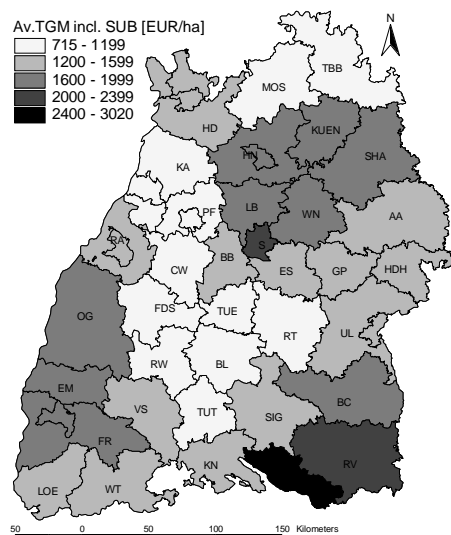 Av.TGM incl. SUB [EUR/ha]
715 - 1199
1200 - 1599
1600 - 1999
2000 - 2399
2400 - 3020
N
TBB
MOS
HD
KUEN
HN
SHA
KA
LB
WN
PF
AA
RA
S
BB
CW
ES
GP
HDH
OG
FDS
TUE
RT
UL
RW
BL
EM
VS
TUT
SIG
BC
FR
KN
RV
LOE
WT
50 0 50 100 150 Kilometers